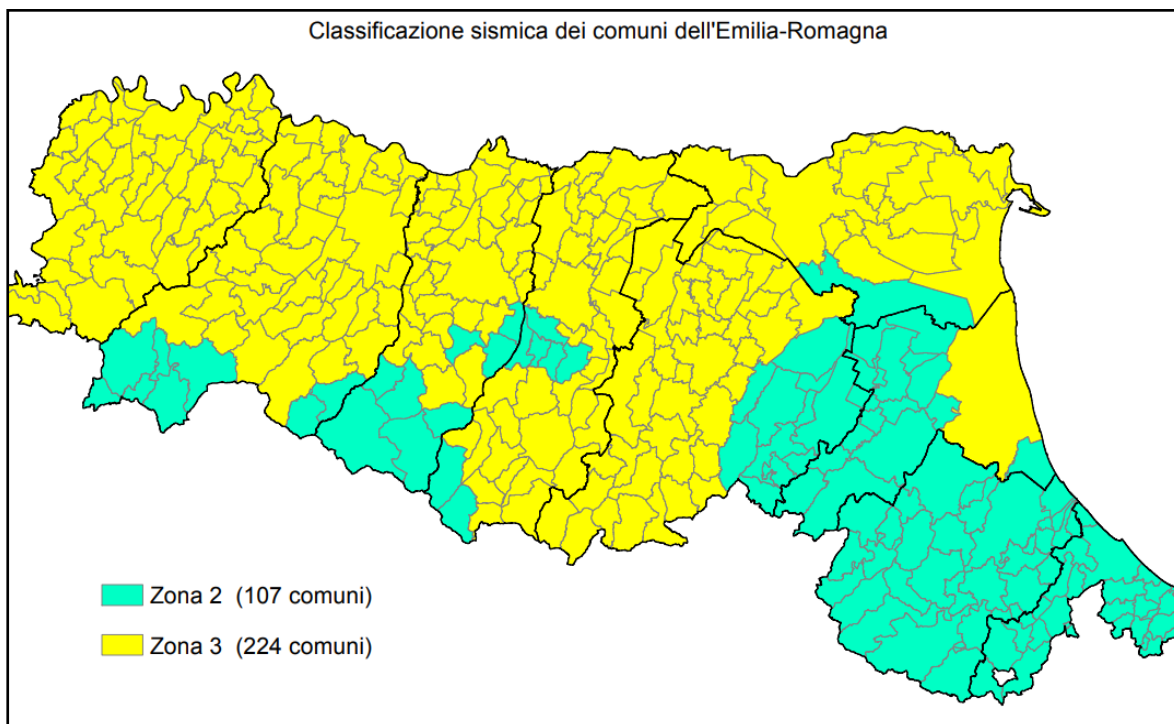 Classificazione sismica dei comuni dell'Emilia-Romagna
Zona 2 (107 comuni)
Zona 3 (224 comuni)